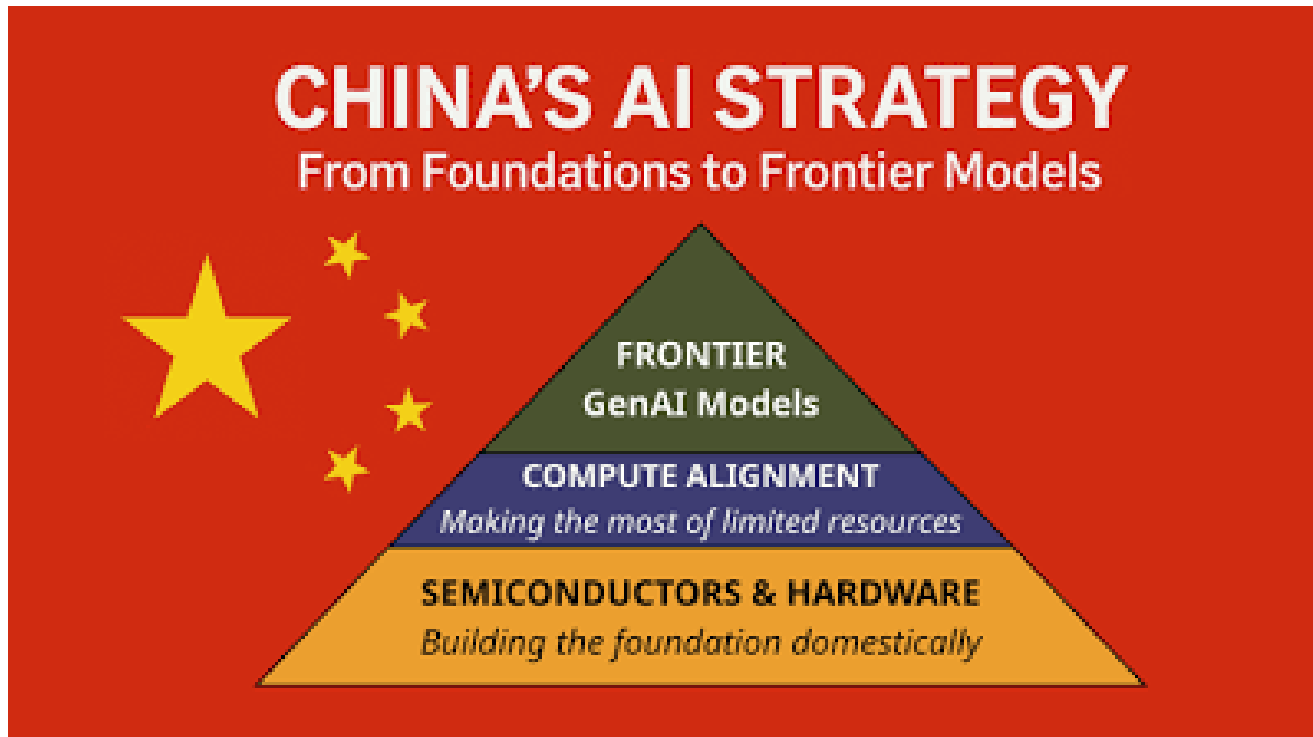 CHINA'S AI STRATEGY
From Foundations to Frontier Models
FRONTIER
GenAI Models
COMPUTE ALIGNMENT
Making the most of limited resources
SEMICONDUCTORS & HARDWARE
Building the foundation domestically